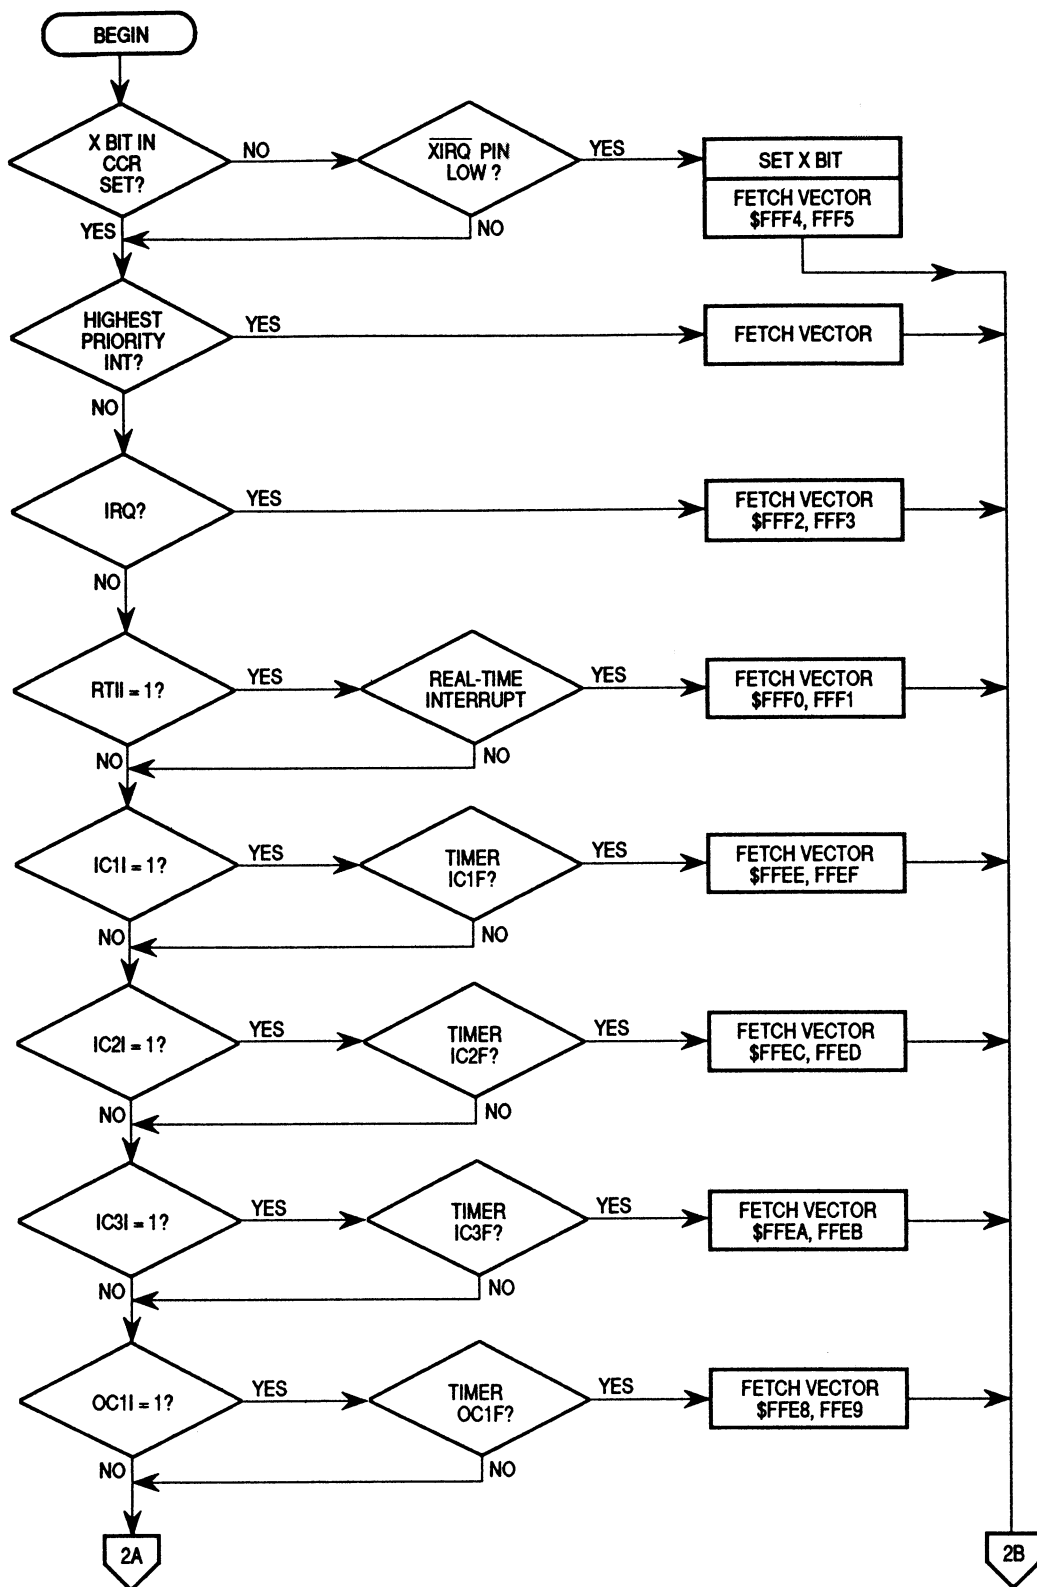 BEGIN
X BIT IN
CCR
SET?
NO
XIRQ PIN
LOW ?
YES
SET X BIT
FETCH VECTOR
$FFF4, FFF5
YES
NO
HIGHEST
PRIORITY
INT?
YES
FETCH VECTOR
NO
IRQ?
YES
FETCH VECTOR
$FFF2, FFF3
NO
RTII = 1?
YES
REAL-TIME
INTERRUPT
YES
FETCH VECTOR
$FFF0, FFF1
NO
NO
IC1I = 1?
YES
TIMER
IC1F?
YES
FETCH VECTOR
$FFEE, FFEF
NO
NO
IC2I = 1?
YES
TIMER
IC2F?
YES
FETCH VECTOR
$FFEC, FFED
NO
NO
IC3I = 1?
YES
TIMER
IC3F?
YES
FETCH VECTOR
$FFEA, FFEB
NO
NO
OC1I = 1?
YES
TIMER
OC1F?
YES
FETCH VECTOR
$FFE8, FFE9
NO
NO
2A
2B